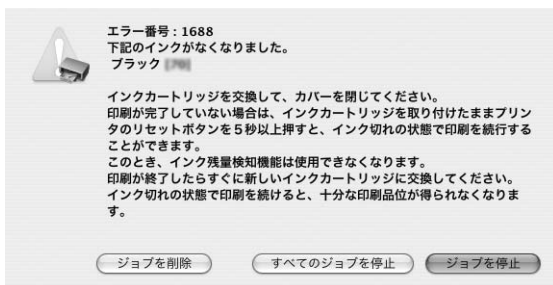 エラー番号：1688
下記のインクがなくなりました。
ブラック
インクカートリッジを交換して、カバーを閉じてください。
印刷が完了していない場合は、インクカートリッジを取り付けたままプリン
タのリセットボタンを5秒以上押すと、インク切れの状態で印刷を続行する
ことができます。
このとき、インク残量検知機能は使用できなくなります。
印刷が終了したらすぐに新しいインクカートリッジに交換してください。
インク切れの状態で印刷を続けると、十分な印刷品位が得られなくなりま
す。
ジョブを削除 すべてのジョブを停止 ジョブを停止